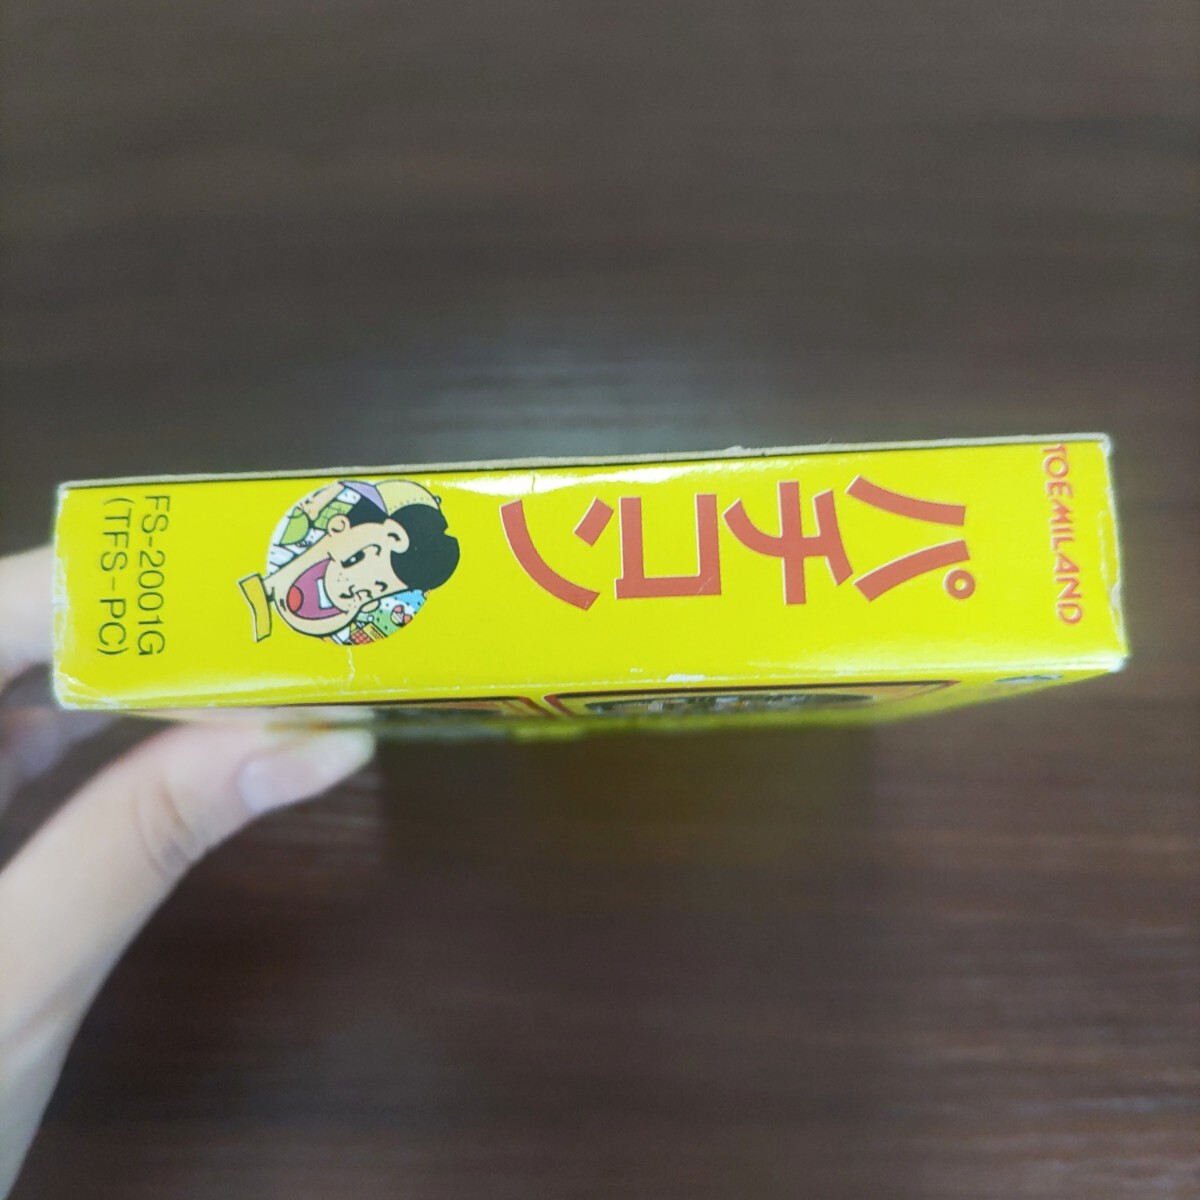 TOEMILAND
パチコン
FS-2001G
(TFS-PC)